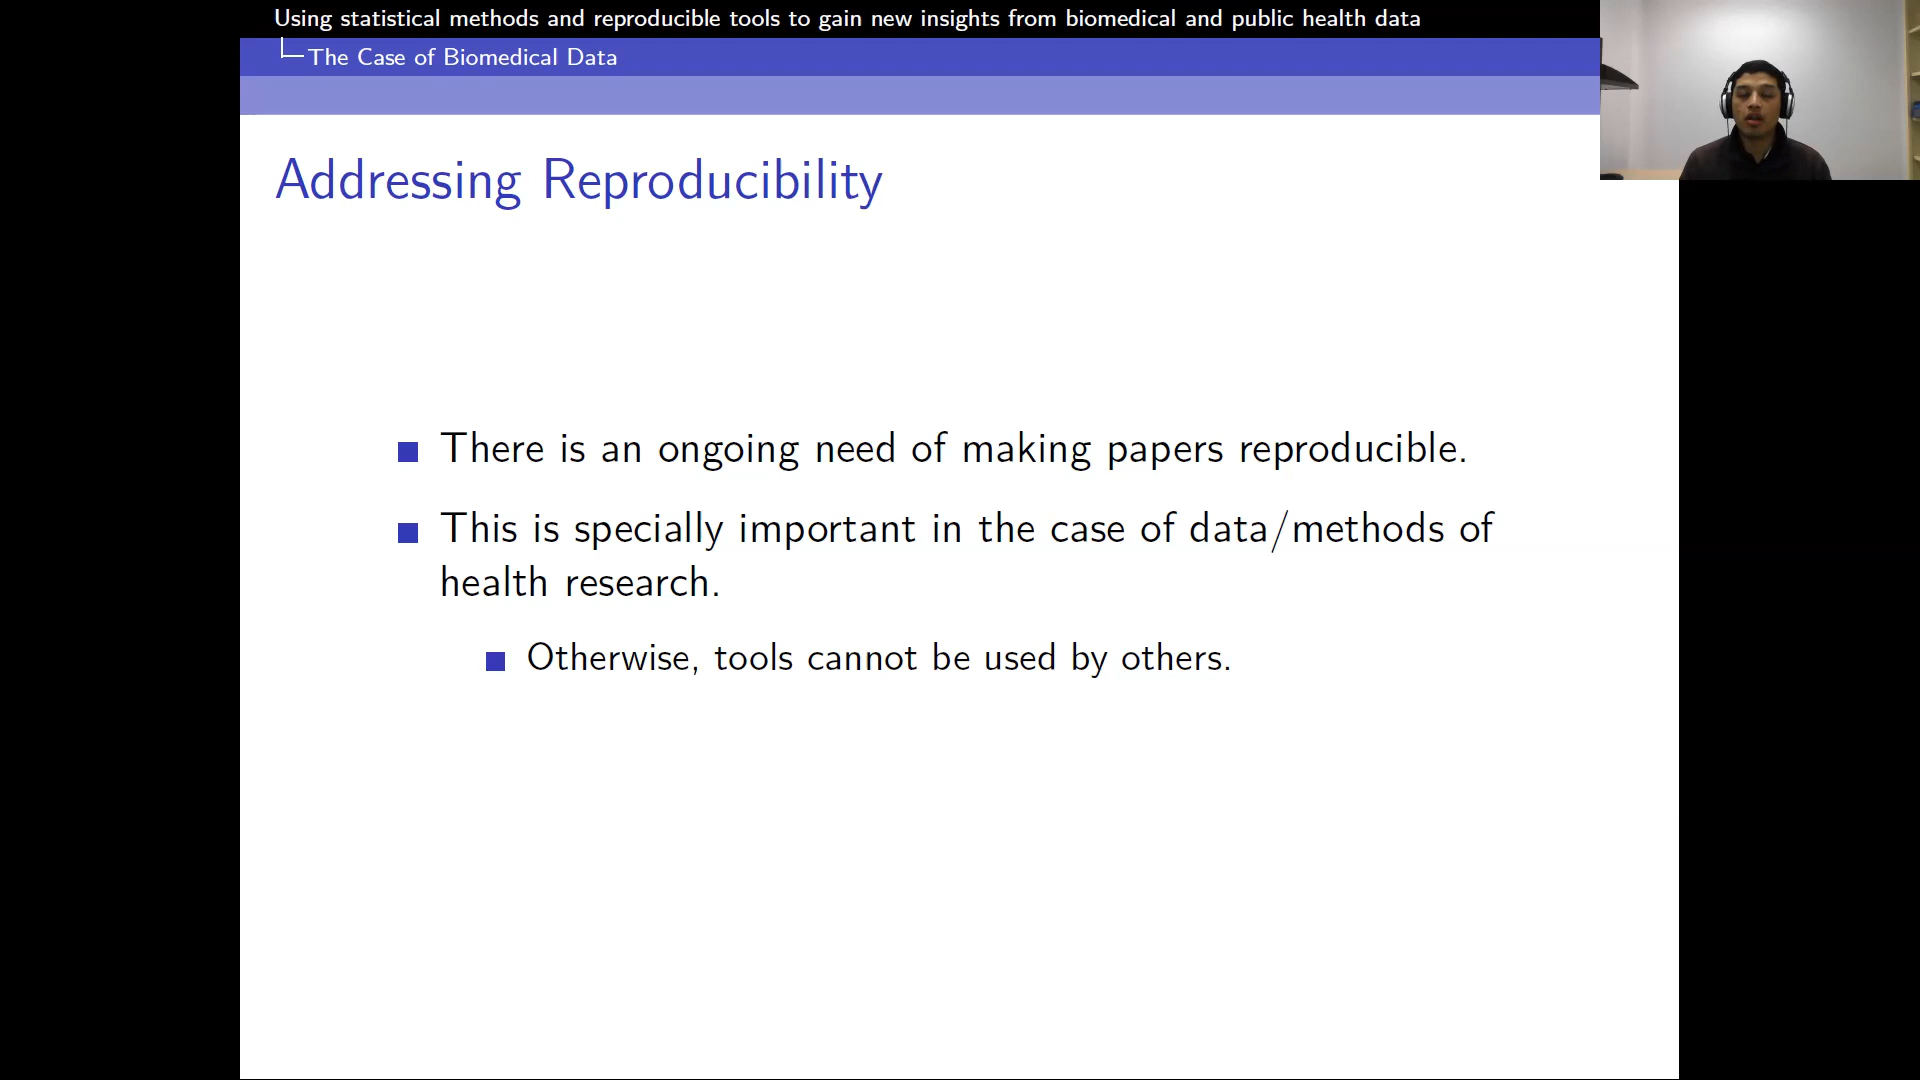 Using statistical methods and reproducible tools to gain new insights from biomedical and public health data
The Case of Biomedical Data
Addressing Reproducibility
There is an ongoing need of making papers reproducible.
This is specially important in the case of data/methods of
health research.
Otherwise, tools cannot be used by others.